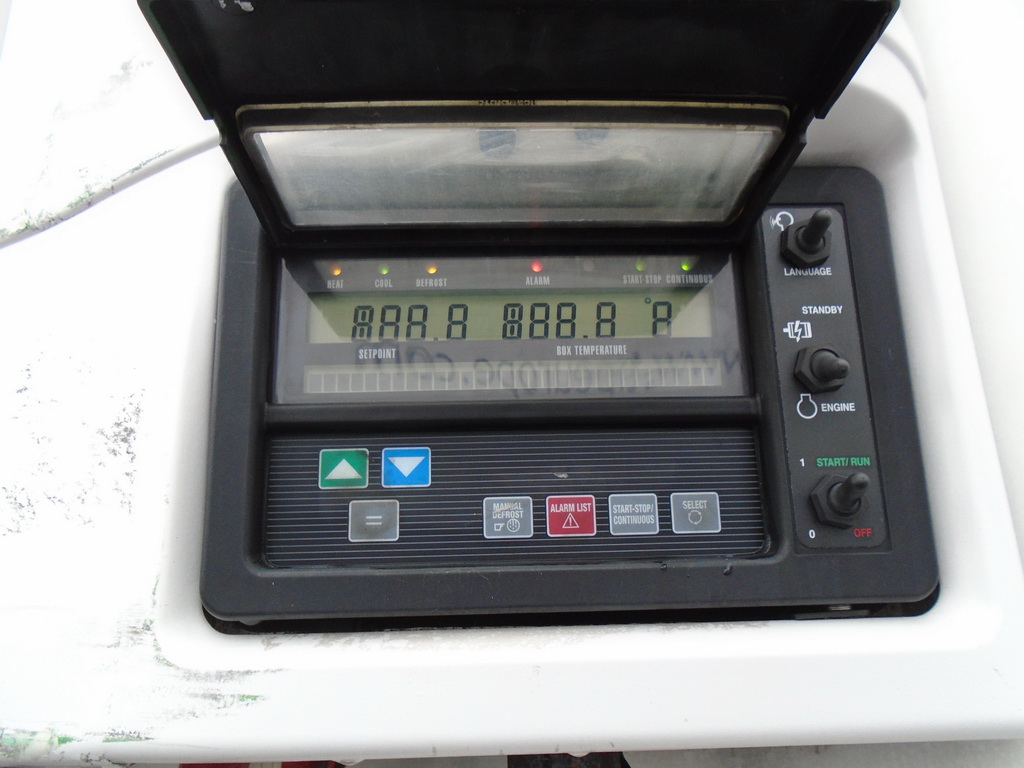 HEAT COOL DEFROST ALARM START-STOP CONTINUOUS
888.8 888.8 °8
SETPOINT BOX TEMPERATURE
MANUAL
DEFROST
ALARM LIST
START-STOP/
CONTINUOUS
SELECT
=
LANGUAGE
STANDBY
ENGINE
1 START/RUN
0 OFF